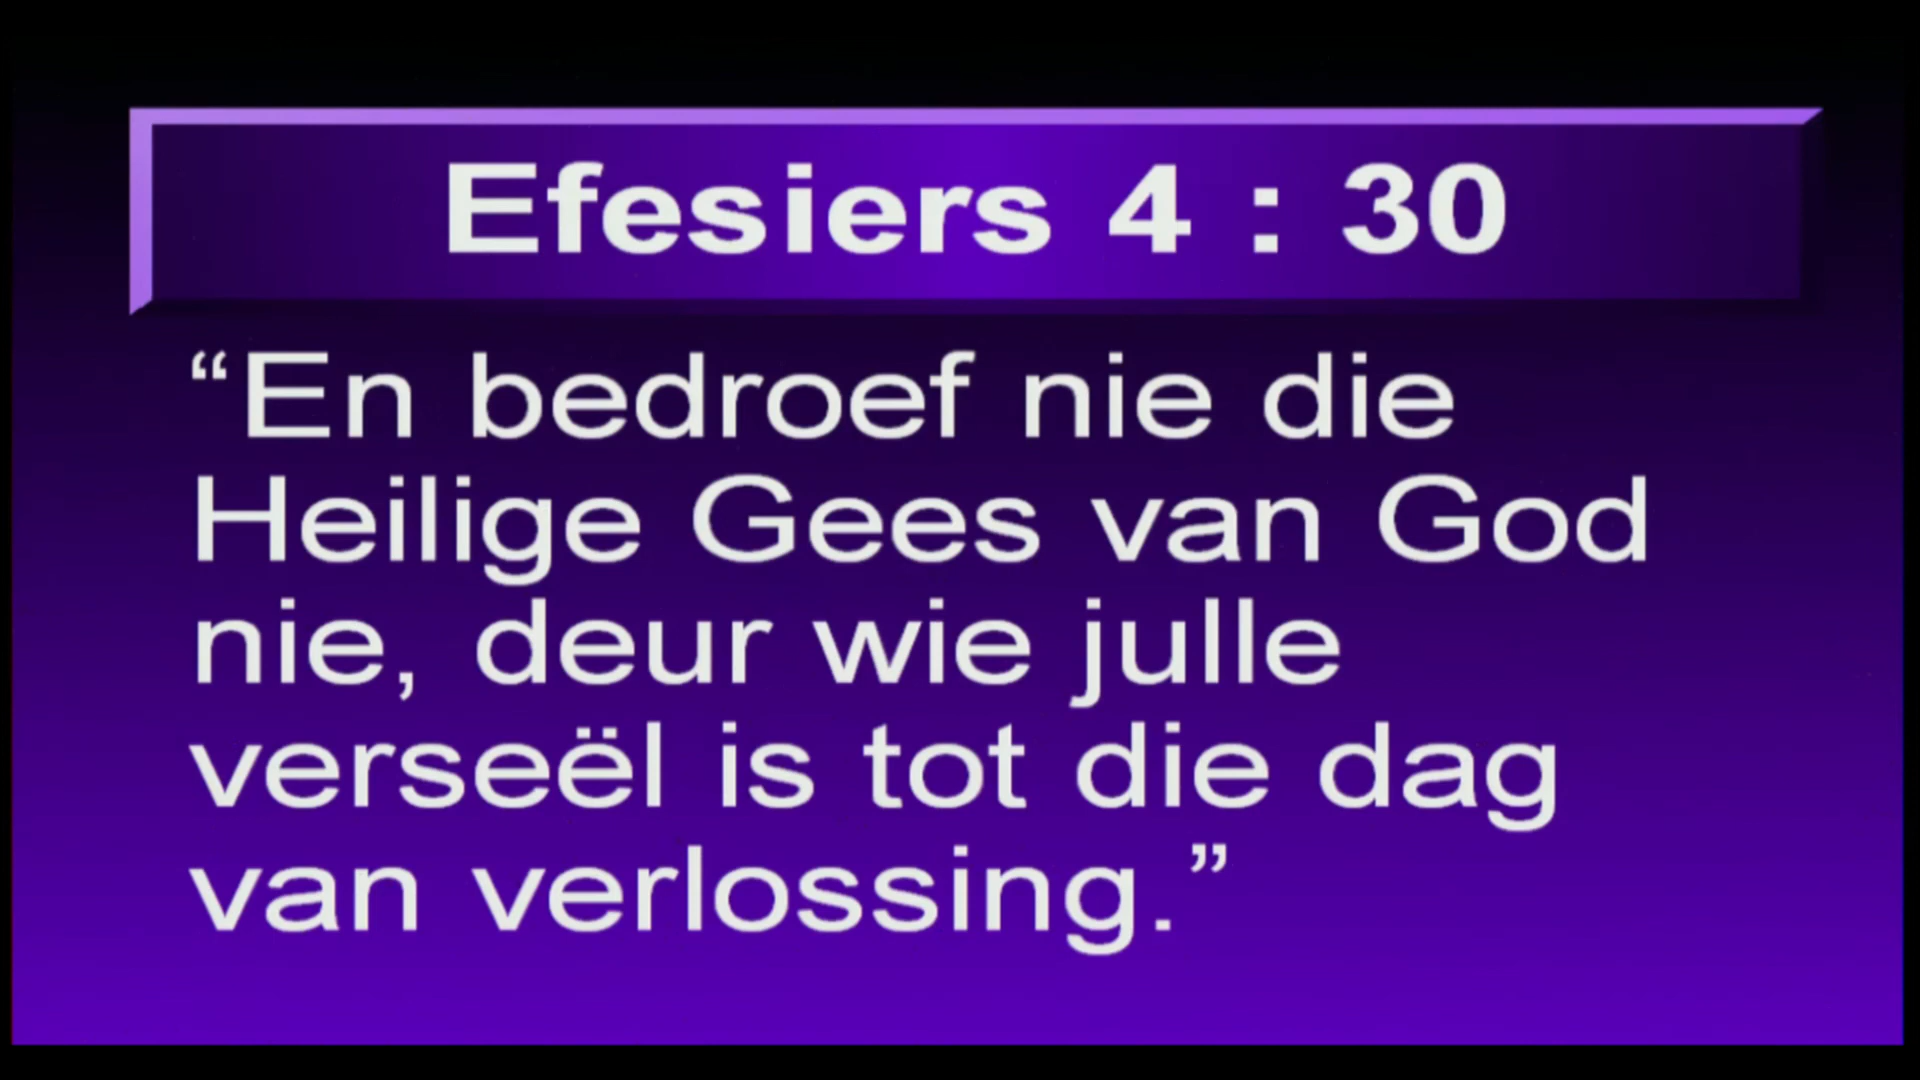 Efesiers 4 : 30
“En bedroef nie die
Heilige Gees van God
nie, deur wie julle
verseël is tot die dag
van verlossing.”